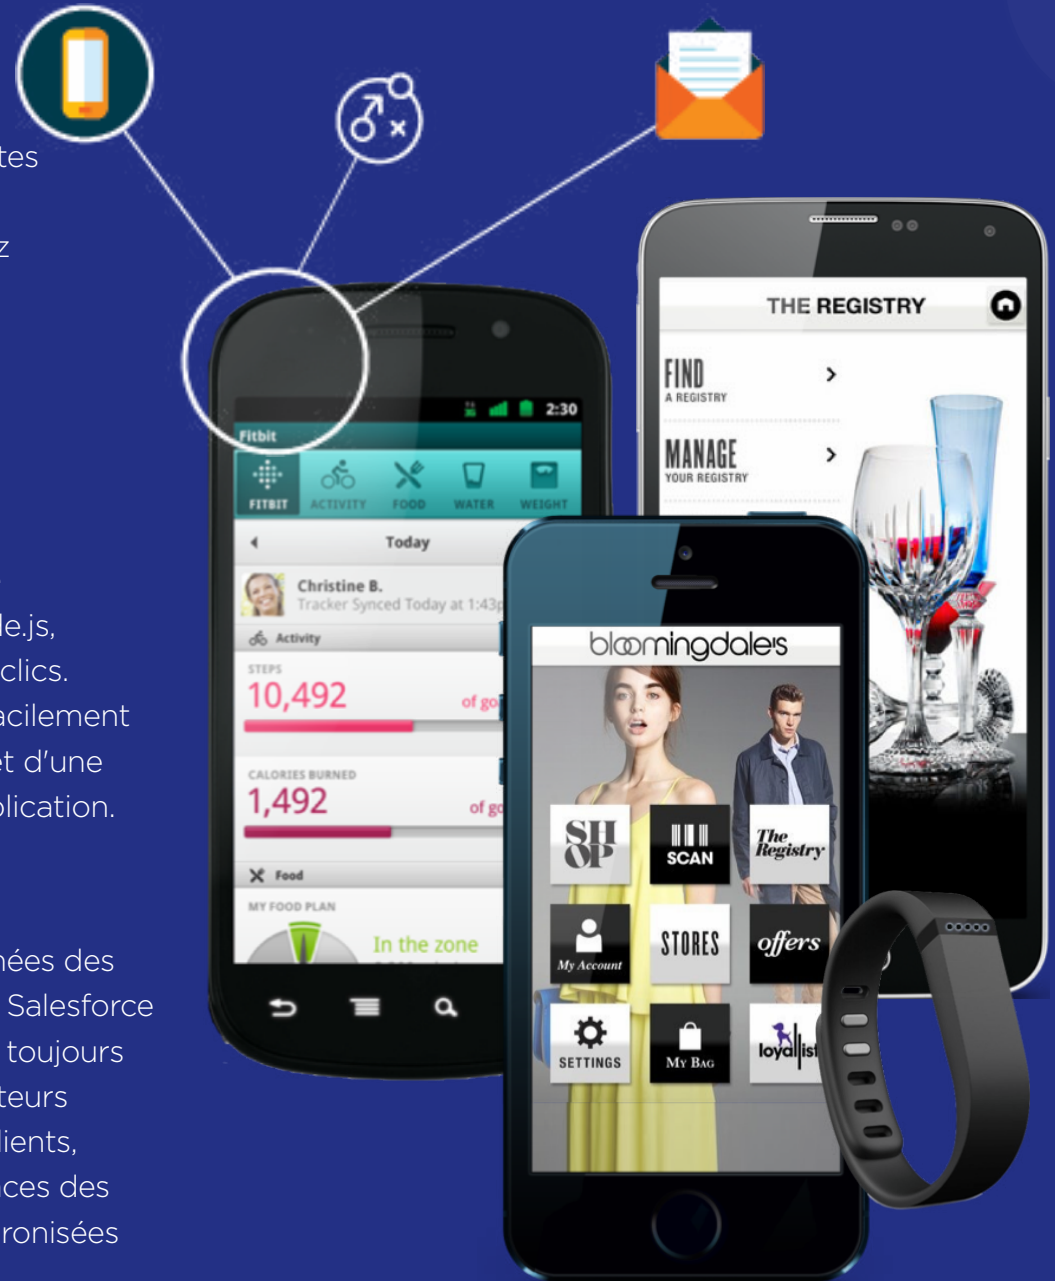 tes
z
le.js,
clics.
acilement
et d'une
plication.
nées des
Salesforce
toujours
teurs
lients,
nces des
ronisées
2:30
Fitbit
FITBIT ACTIVITY FOOD WATER WEIGHT
Today
Christine B.
Tracker Synced Today at 1:43p
Activity
STEPS
10,492
of go
CALORIES BURNED
1,492
of go
Food
MY FOOD PLAN
In the zone
THE REGISTRY
FIND
A REGISTRY
MANAGE
YOUR REGISTRY
bloomingdale's
SHOP
SCAN
The Registry
My Account
STORES
offers
SETTINGS
MY BAG
loyallist